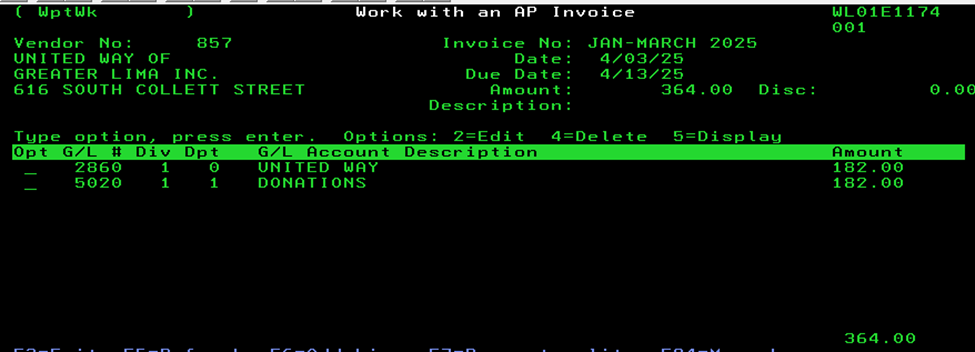 ( WptWk      )              Work with an AP Invoice                    WL01E1174
001
Vendor No:      857                  Invoice No: JAN-MARCH 2025
UNITED WAY OF                              Date:  4/03/25
GREATER LIMA INC.                      Due Date:  4/13/25
616 SOUTH COLLETT STREET                 Amount:        364.00  Disc:          0.00
Description:
Type option, press enter.  Options: 2=Edit  4=Delete  5=Display
Opt G/L # Div Dpt   G/L Account Description                       Amount
_   2860   1   0    UNITED WAY                                    182.00
_   5020   1   1    DONATIONS                                     182.00
364.00